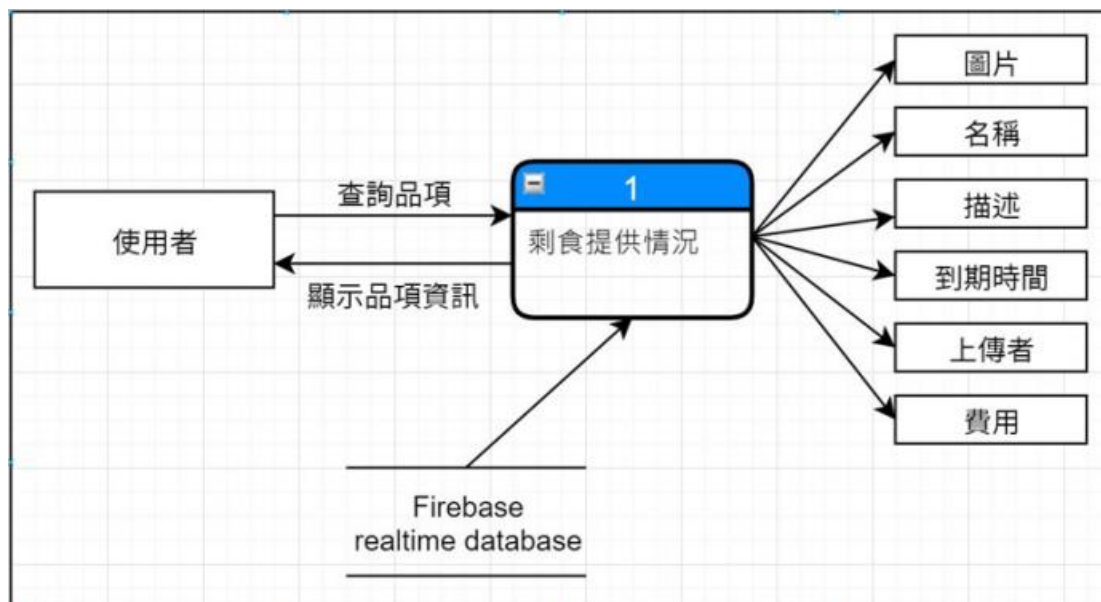 使用者
查詢品項
顯示品項資訊
1
剩食提供情況
Firebase
realtime database
圖片
名稱
描述
到期時間
上傳者
費用